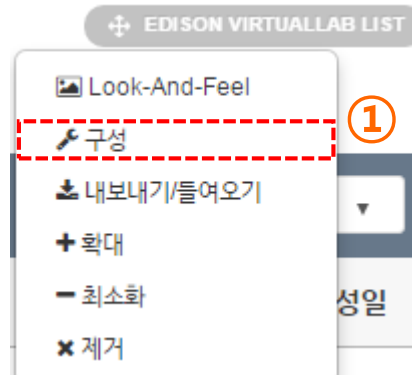 EDISON VIRTUALLAB LIST
Look-And-Feel
구성
①
내보내기/들여오기
확대
최소화
성일
제거